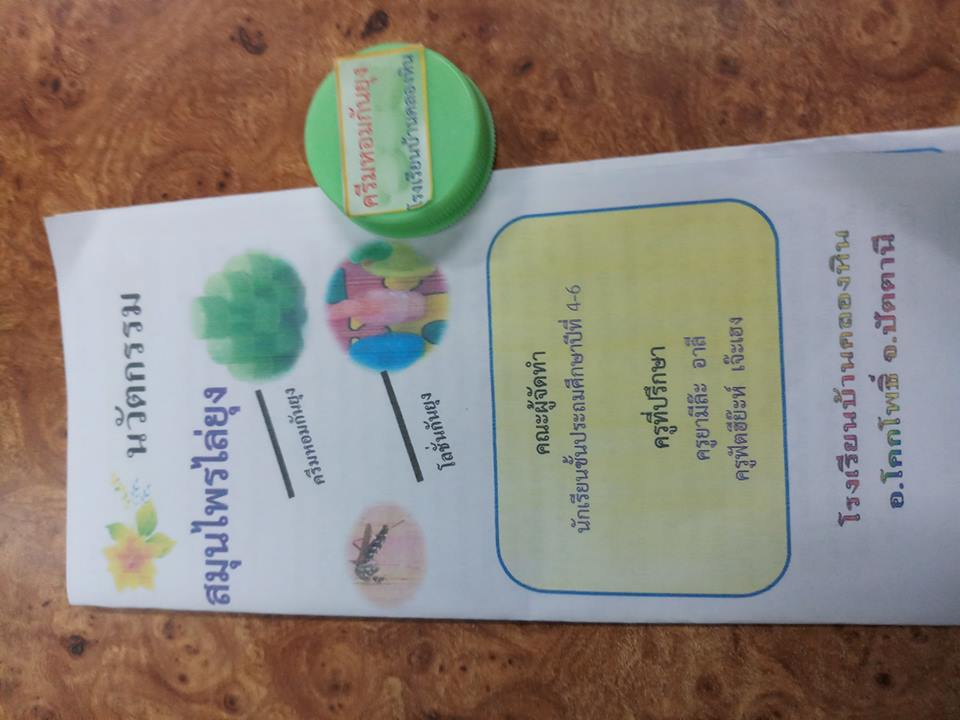 ครีมหอมกันยุง
โรงเรียนบ้านคลองหิน
นวัตกรรม
สมุนไพรไล่ยุง
ครีมหอมกันยุง
โลชั่นกันยุง
คณะผู้จัดทำ
นักเรียนชั้นประถมศึกษาปีที่ 4-6
ครูที่ปรึกษา
ครูยามีล๊ะ อาลี
ครูฟัตฮีย๊ะห์ เจ๊ะเฮง
โรงเรียนบ้านคลองหิน
อ.โคกโพธิ์ จ.ปัตตานี